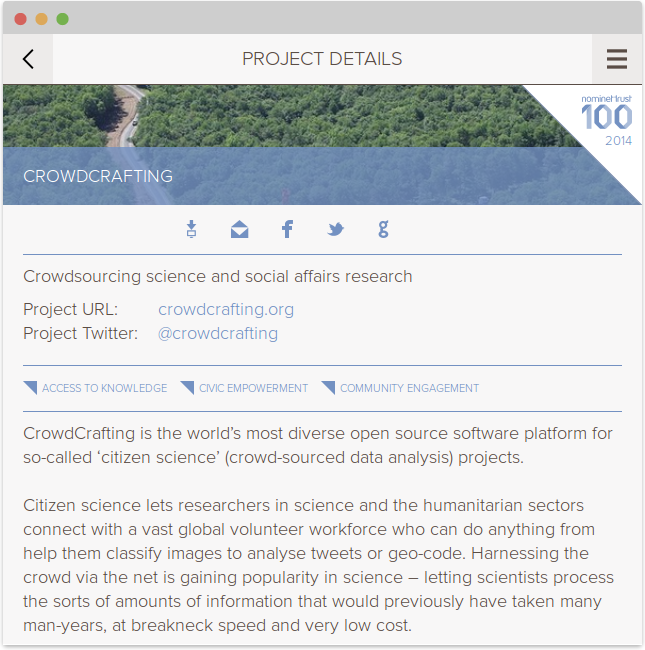 PROJECT DETAILS
nominet trust
100
2014
CROWDCRAFTING
Crowdsourcing science and social affairs research
Project URL: crowdcrafting.org
Project Twitter: @crowdcrafting
ACCESS TO KNOWLEDGE CIVIC EMPOWERMENT COMMUNITY ENGAGEMENT
CrowdCrafting is the world’s most diverse open source software platform for
so-called ‘citizen science’ (crowd-sourced data analysis) projects.
Citizen science lets researchers in science and the humanitarian sectors
connect with a vast global volunteer workforce who can do anything from
help them classify images to analyse tweets or geo-code. Harnessing the
crowd via the net is gaining popularity in science – letting scientists process
the sorts of amounts of information that would previously have taken many
man-years, at breakneck speed and very low cost.